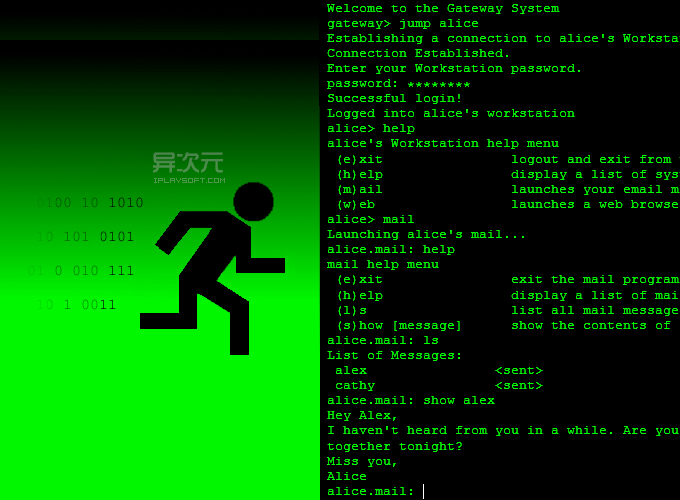 异次元
IPLAYSOFT.COM
0100 10 1010
10 101 0101
01 0 010 111
10 1 0011
Welcome to the Gateway System
gateway> jump alice
Establishing a connection to alice's Worksta
Connection Established.
Enter your Workstation password.
password: ********
Successful login!
Logged into alice's workstation
alice> help
alice's Workstation help menu
(e)xit logout and exit from
(h)elp display a list of sys
(m)ail launches your email m
(w)eb launches a web browse
alice> mail
Launching alice's mail...
alice.mail: help
mail help menu
(e)xit exit the mail program
(h)elp display a list of mai
(l)s list all mail message
(s)how [message] show the contents of
alice.mail: ls
List of Messages:
alex <sent>
cathy <sent>
alice.mail: show alex
Hey Alex,
I haven't heard from you in a while. Are you
together tonight?
Miss you,
Alice
alice.mail: